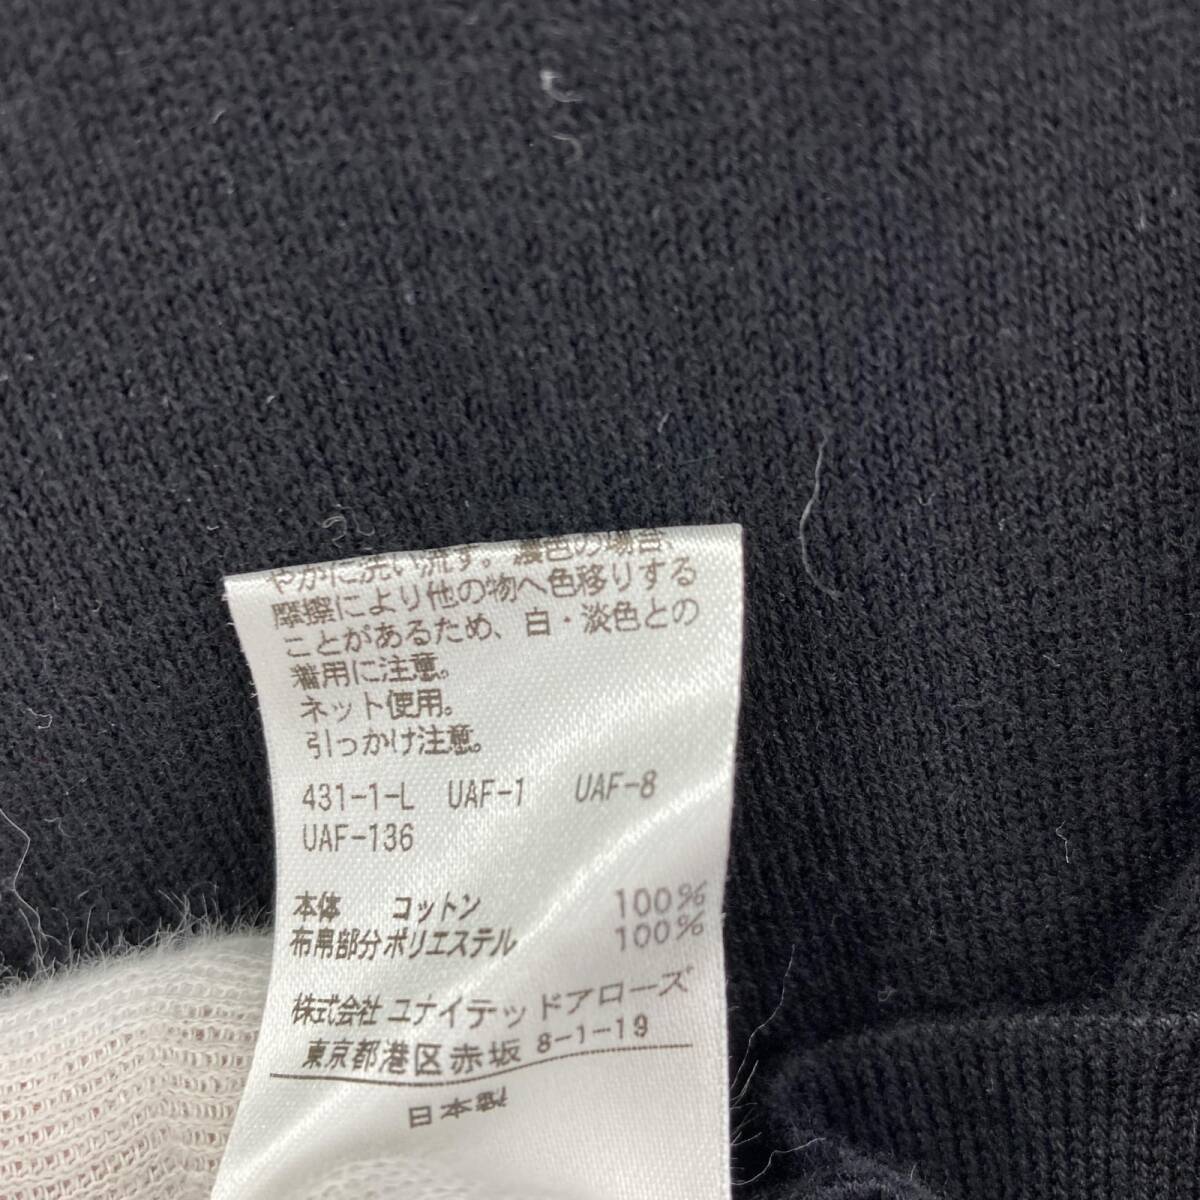 やかに洗い流す。濃色の場合、
摩擦により他の物へ色移りする
ことがあるため、白・淡色との
着用に注意。
ネット使用。
引っかけ注意。
431-1-L UAF-1 UAF-8
UAF-136
本体 コットン 100%
布帛部分 ポリエステル 100%
株式会社 ユナイテッドアローズ
東京都港区赤坂 8-1-19
日本製